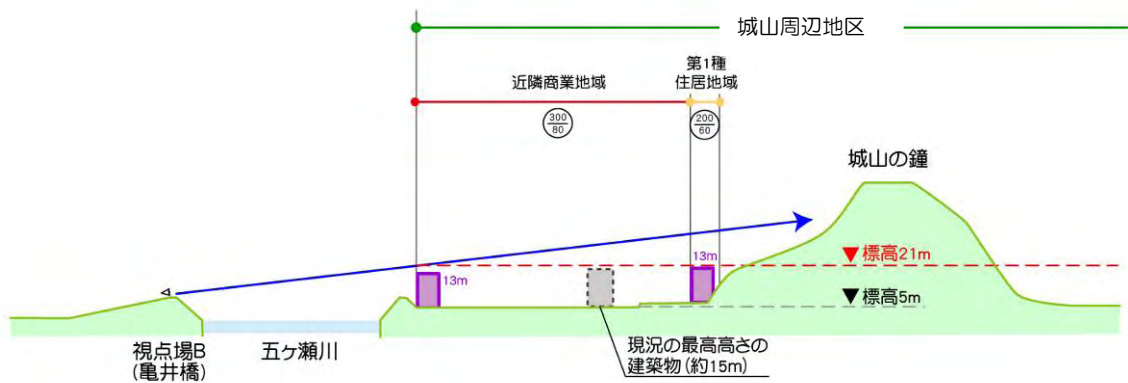 城山周辺地区
近隣商業地域
第1種
住居地域
300
80
200
60
城山の鐘
13m
13m
▼標高21m
▼標高5m
視点場B
(亀井橋)
五ヶ瀬川
現況の最高高さの
建築物(約15m)